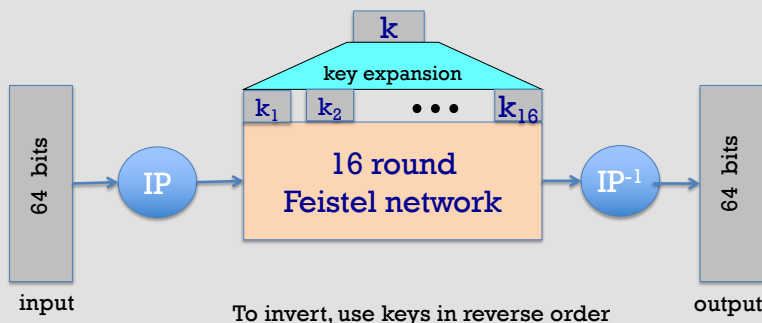 k
key expansion
k₁ k₂ ••• k₁₆
64 bits
IP
16 round
Feistel network
IP⁻¹
64 bits
input
To invert, use keys in reverse order
output